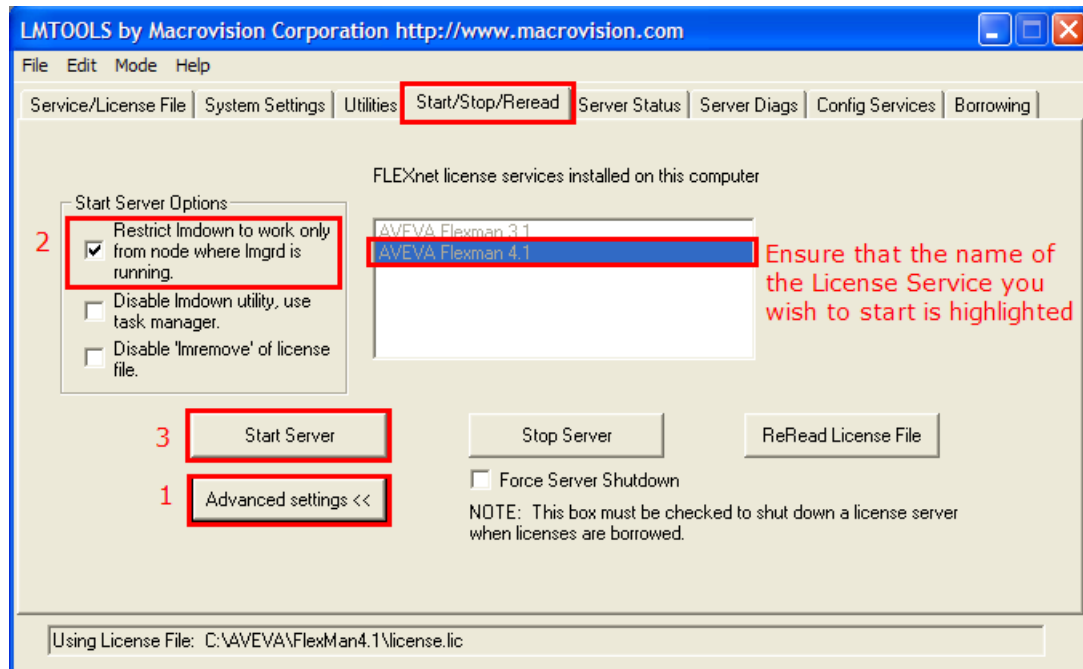 LMTOOLS by Macrovision Corporation http://www.macrovision.com
File Edit Mode Help
Service/License File System Settings Utilities Start/Stop/Reread Server Status Server Diags Config Services Borrowing
FLEXnet license services installed on this computer
Start Server Options
2
Restrict lmdown to work only
from node where lmgrd is
running.
Disable lmdown utility, use
task manager.
Disable 'lmremove' of license
file.
AVEVA Flexman 3.1
AVEVA Flexman 4.1
Ensure that the name of
the License Service you
wish to start is highlighted
3 Start Server
Stop Server
ReRead License File
1 Advanced settings <<
Force Server Shutdown
NOTE: This box must be checked to shut down a license server
when licenses are borrowed.
Using License File: C:\AVEVA\FlexMan4.1\license.lic